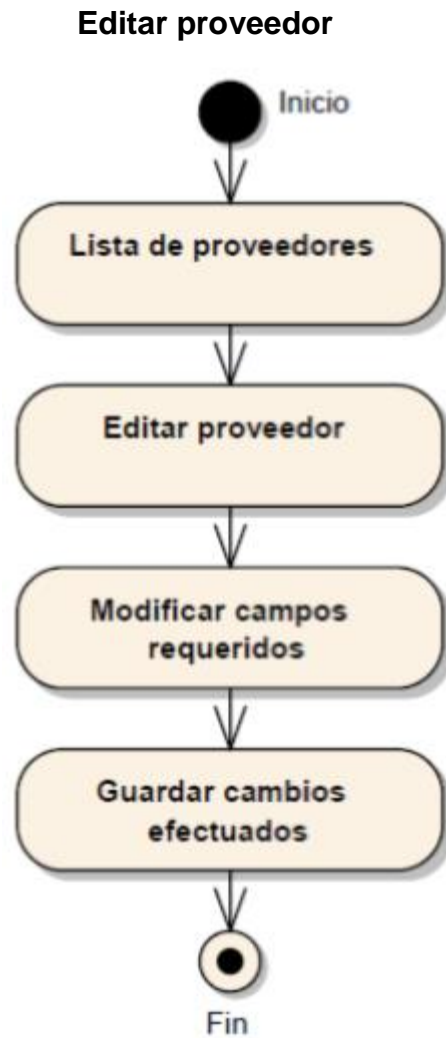 Editar proveedor
Inicio
Lista de proveedores
Editar proveedor
Modificar campos
requeridos
Guardar cambios
efectuados
Fin